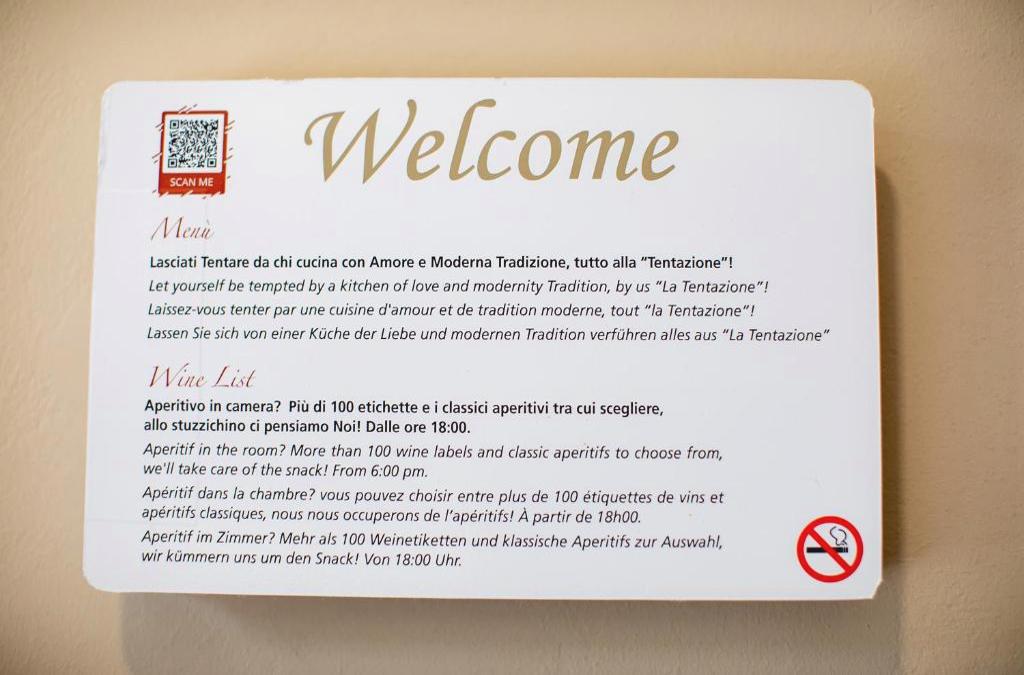 Welcome
SCAN ME
Menù
Lasciati Tentare da chi cucina con Amore e Moderna Tradizione, tutto alla “Tentazione”!
Let yourself be tempted by a kitchen of love and modernity Tradition, by us “La Tentazione”!
Laissez-vous tenter par une cuisine d'amour et de tradition moderne, tout “la Tentazione”!
Lassen Sie sich von einer Küche der Liebe und modernen Tradition verführen alles aus “La Tentazione”
Wine List
Aperitivo in camera? Più di 100 etichette e i classici aperitivi tra cui scegliere,
allo stuzzichino ci pensiamo Noi! Dalle ore 18:00.
Aperitif in the room? More than 100 wine labels and classic aperitifs to choose from,
we'll take care of the snack! From 6:00 pm.
Apéritif dans la chambre? vous pouvez choisir entre plus de 100 étiquettes de vins et
apéritifs classiques, nous nous occuperons de l’apéritifs! À partir de 18h00.
Aperitif im Zimmer? Mehr als 100 Weinetiketten und klassische Aperitifs zur Auswahl,
wir kümmern uns um den Snack! Von 18:00 Uhr.